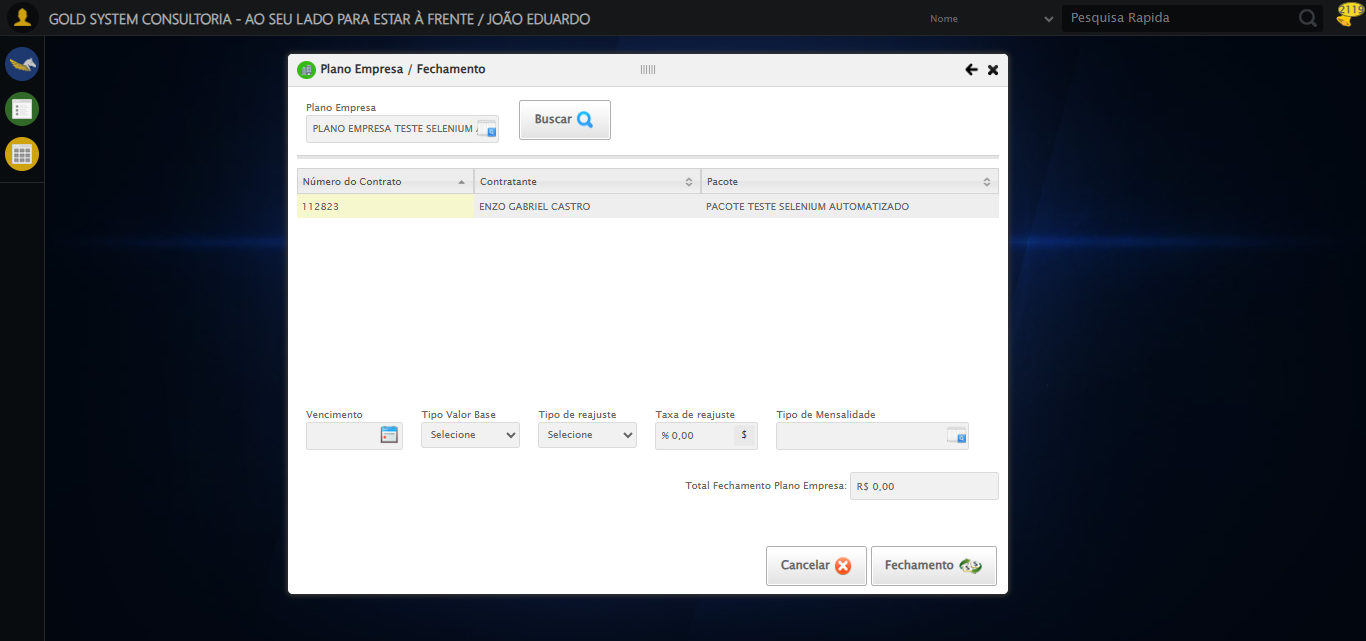 GOLD SYSTEM CONSULTORIA - AO SEU LADO PARA ESTAR À FRENTE / JOÃO EDUARDO
Nome
Pesquisa Rapida
2119
Plano Empresa / Fechamento
Plano Empresa
PLANO EMPRESA TESTE SELENIUM
Buscar
Número do Contrato Contratante Pacote
112823 ENZO GABRIEL CASTRO PACOTE TESTE SELENIUM AUTOMATIZADO
Vencimento Tipo Valor Base Tipo de reajuste Taxa de reajuste Tipo de Mensalidade
Selecione Selecione % 0,00 $
Total Fechamento Plano Empresa: R$ 0,00
Cancelar Fechamento